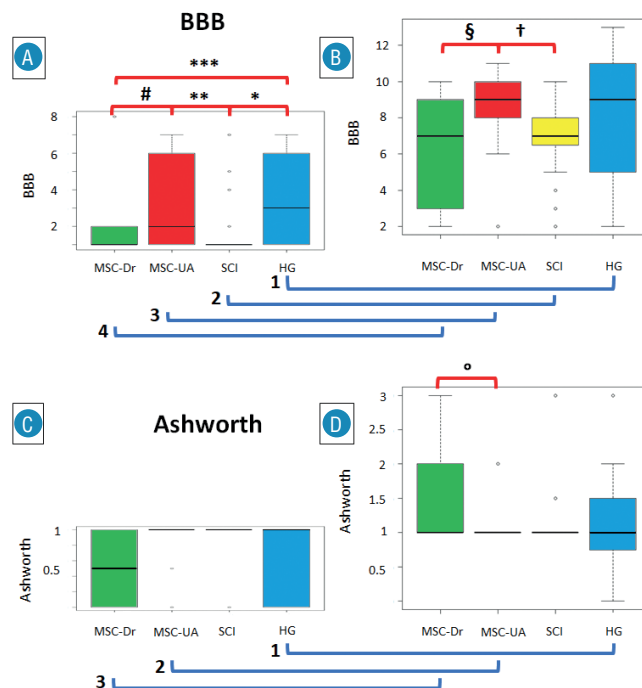 BBB
A
***
# ** *
8
6
4
2
BBB
MSC-Dr MSC-UA SCI HG
B
§ †
12
10
8
6
4
2
BBB
MSC-Dr MSC-UA SCI HG
1
2
3
4
C
Ashworth
1
0.5
Ashworth
MSC-Dr MSC-UA SCI HG
D
°
3
2.5
2
1.5
1
0.5
Ashworth
MSC-Dr MSC-UA SCI HG
1
2
3